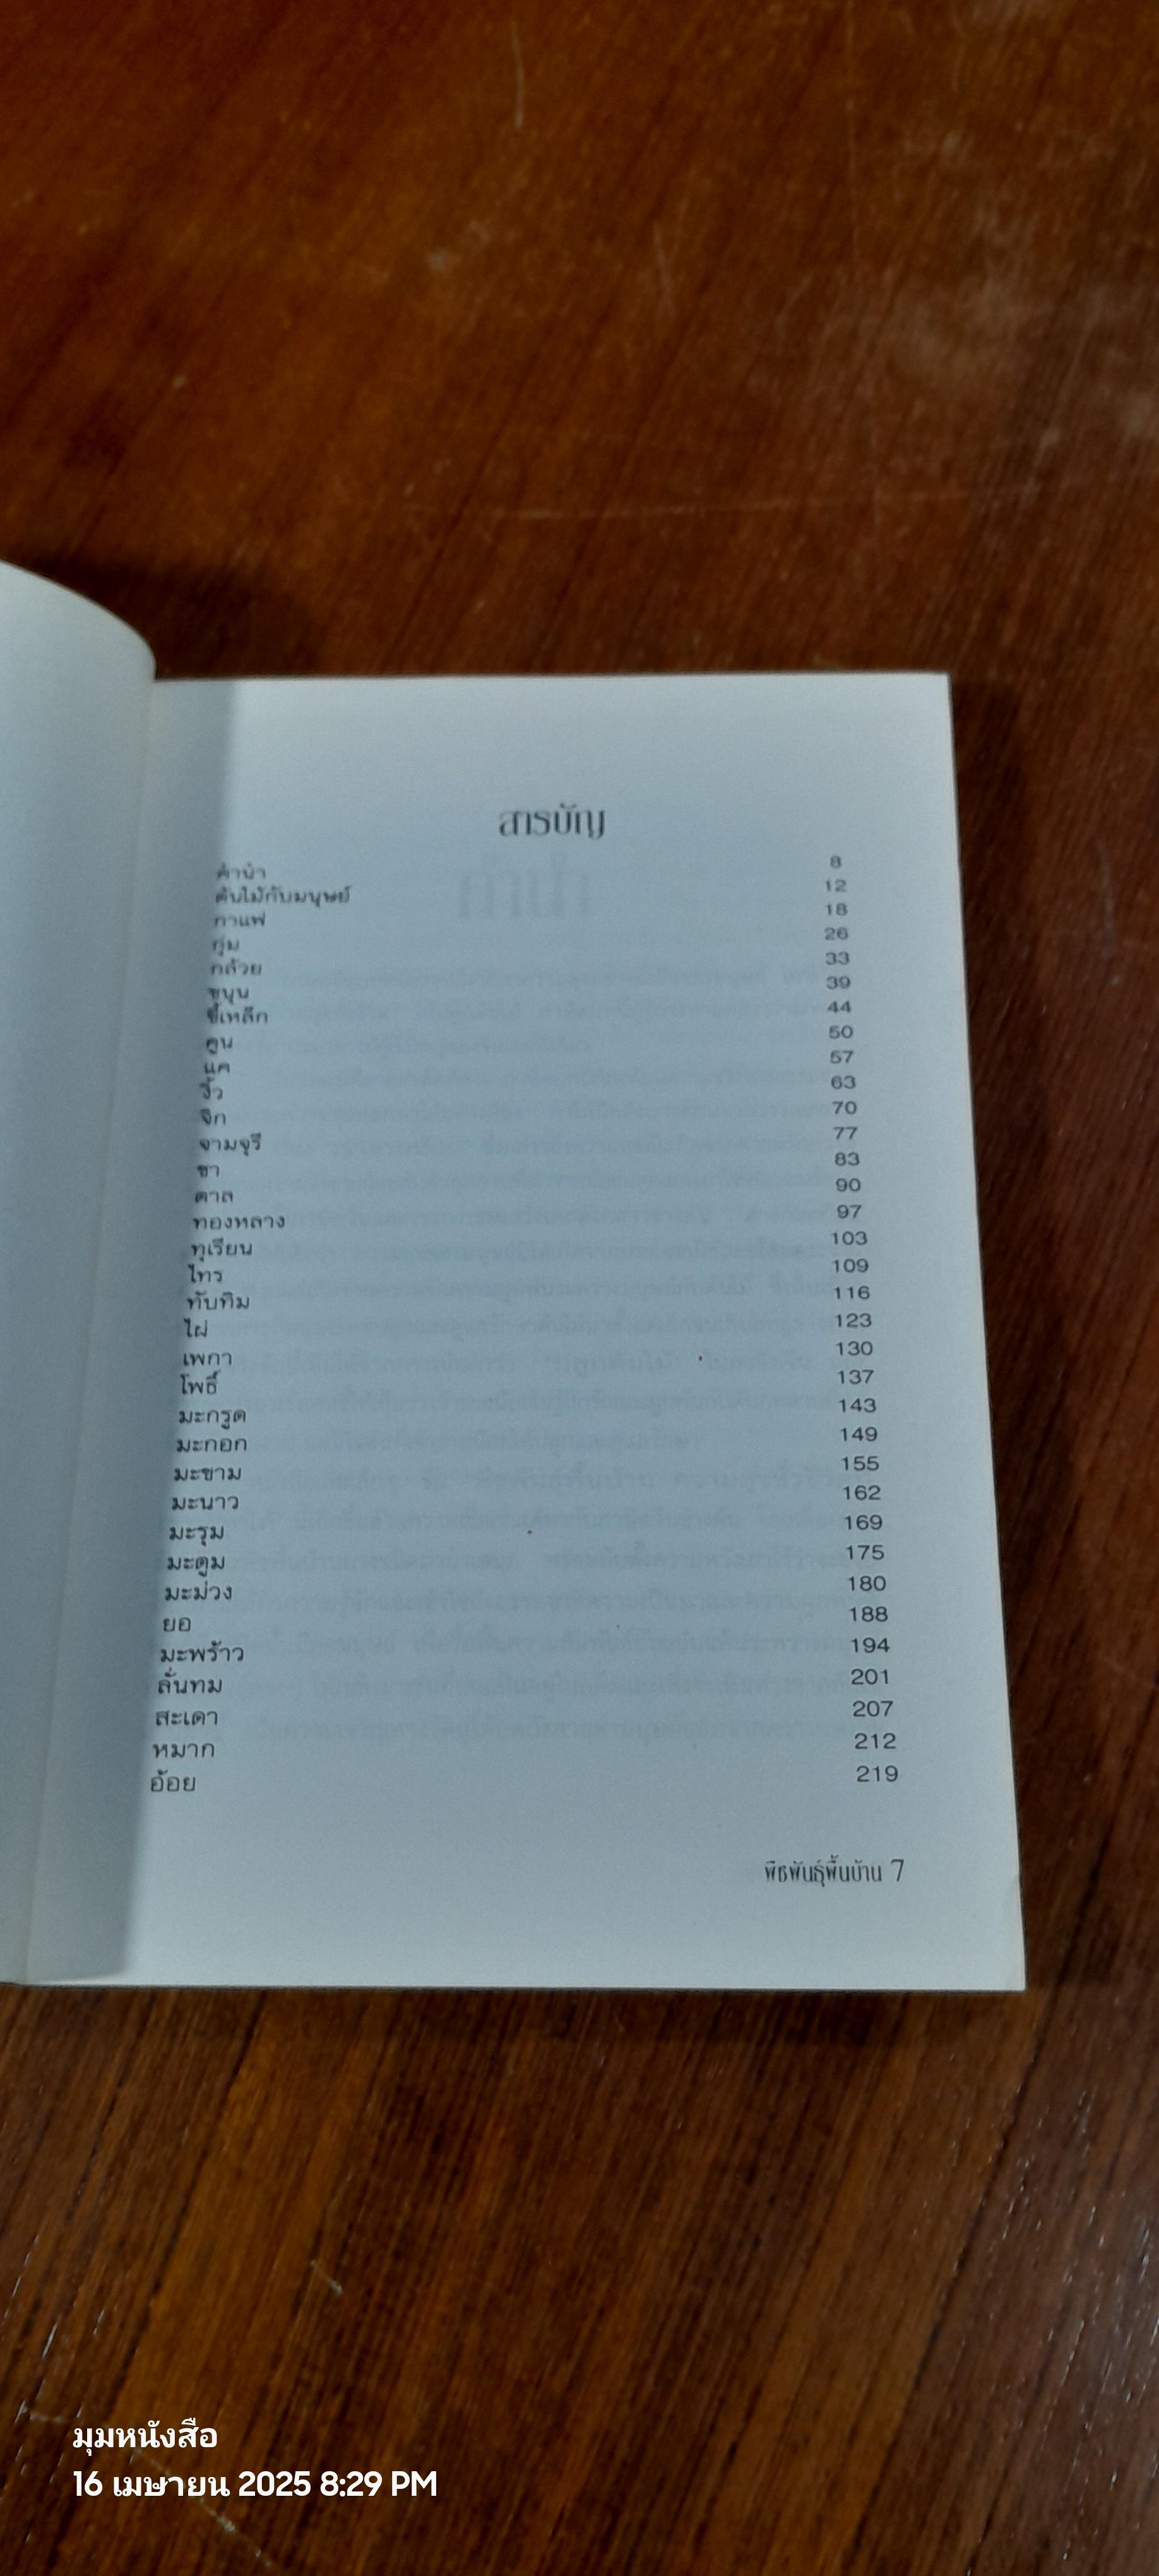 สารบัญ
คำนำ 8
ต้นไม้กับมนุษย์ 12
กาแฟ 18
กุ่ม 26
กล้วย 33
ขนุน 39
ขี้เหล็ก 44
คูน 50
แค 57
งิ้ว 63
จิก 70
จามจุรี 77
ชา 83
ตาล 90
ทองหลาง 97
ทุเรียน 103
ไทร 109
ทับทิม 116
ไผ่ 123
เพกา 130
โพธิ์ 137
มะกรูด 143
มะกอก 149
มะขาม 155
มะนาว 162
มะรุม 169
มะตูม 175
มะม่วง 180
ยอ 188
มะพร้าว 194
ลั่นทม 201
สะเดา 207
หมาก 212
อ้อย 219
พืชพันธุ์พื้นบ้าน 7
มุมหนังสือ
16 เมษายน 2025 8:29 PM